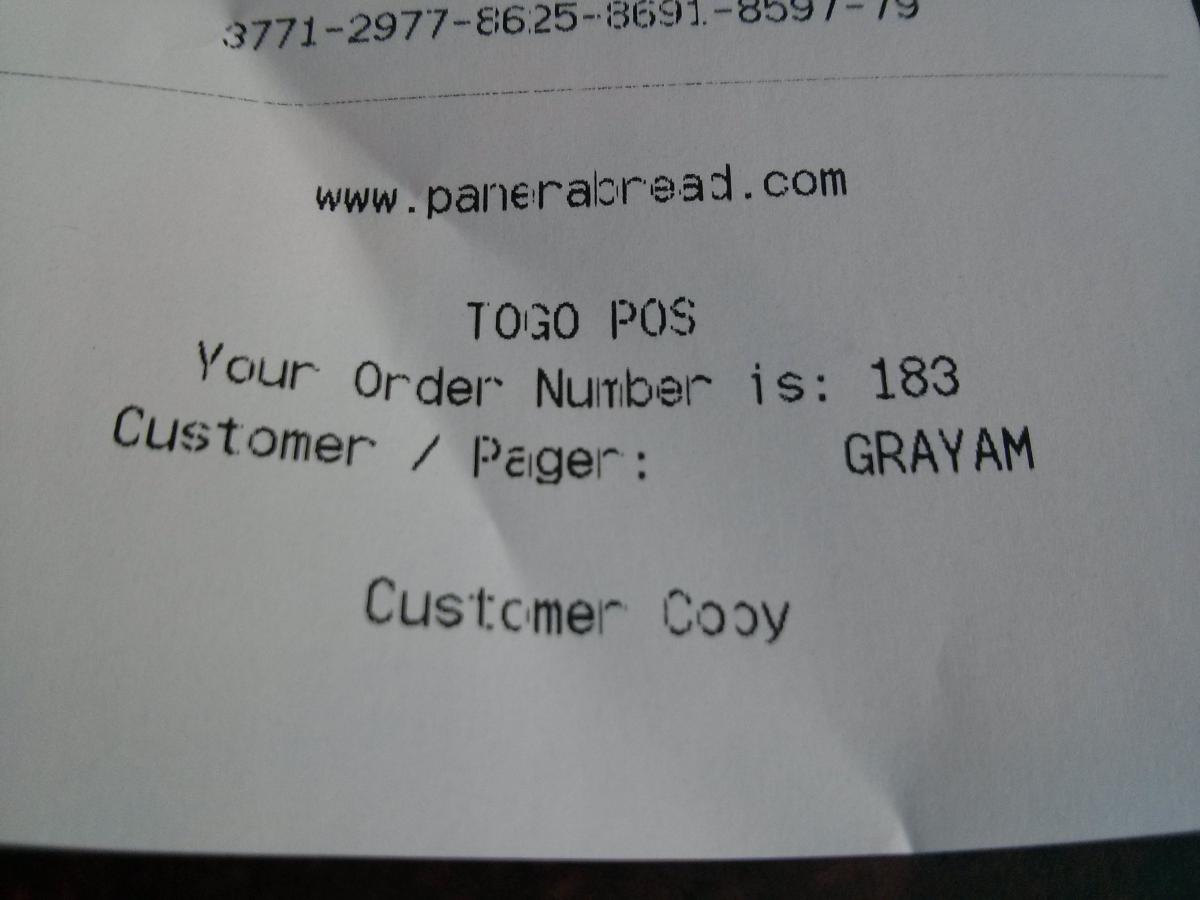 3771-2977-8625-8691-8597-79
www.panerabread.com
TOGO POS
Your Order Number is: 183
Customer / Pager: GRAYAM
Customer Copy